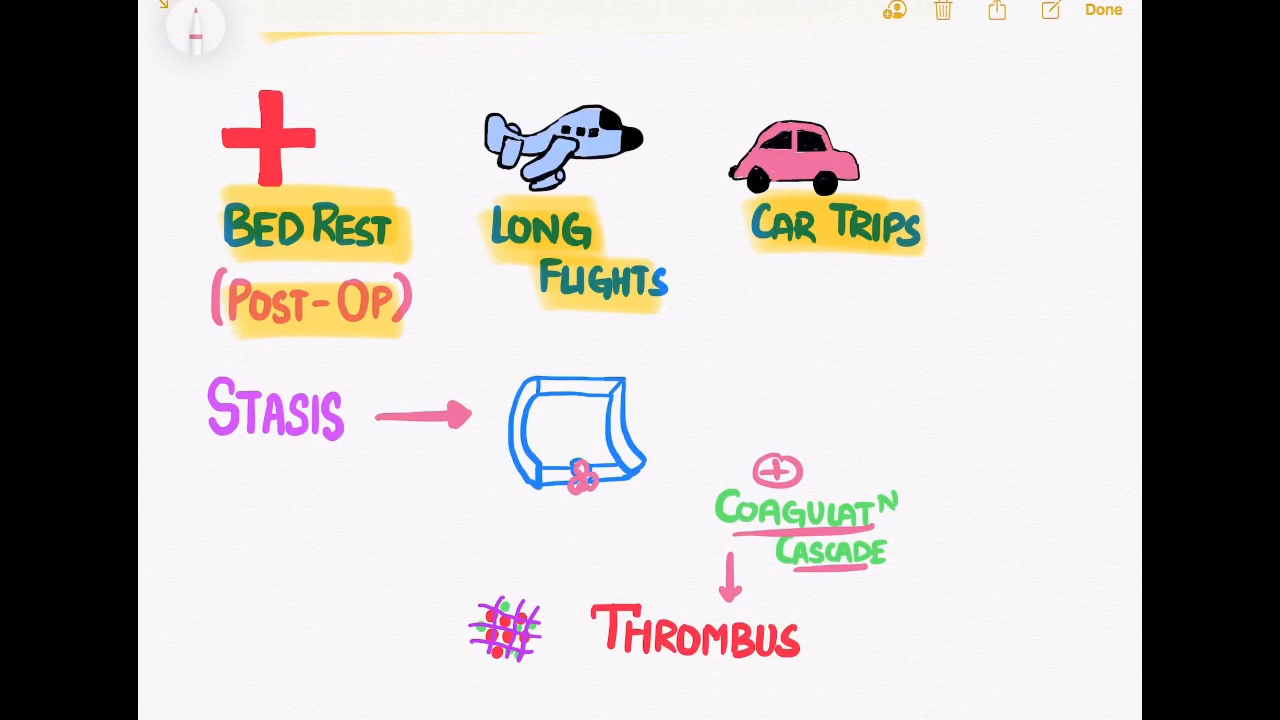 Done
BED REST
LONG
FLIGHTS
CAR TRIPS
(POST-OP)
STASIS
COAGULATN
CASCADE
THROMBUS